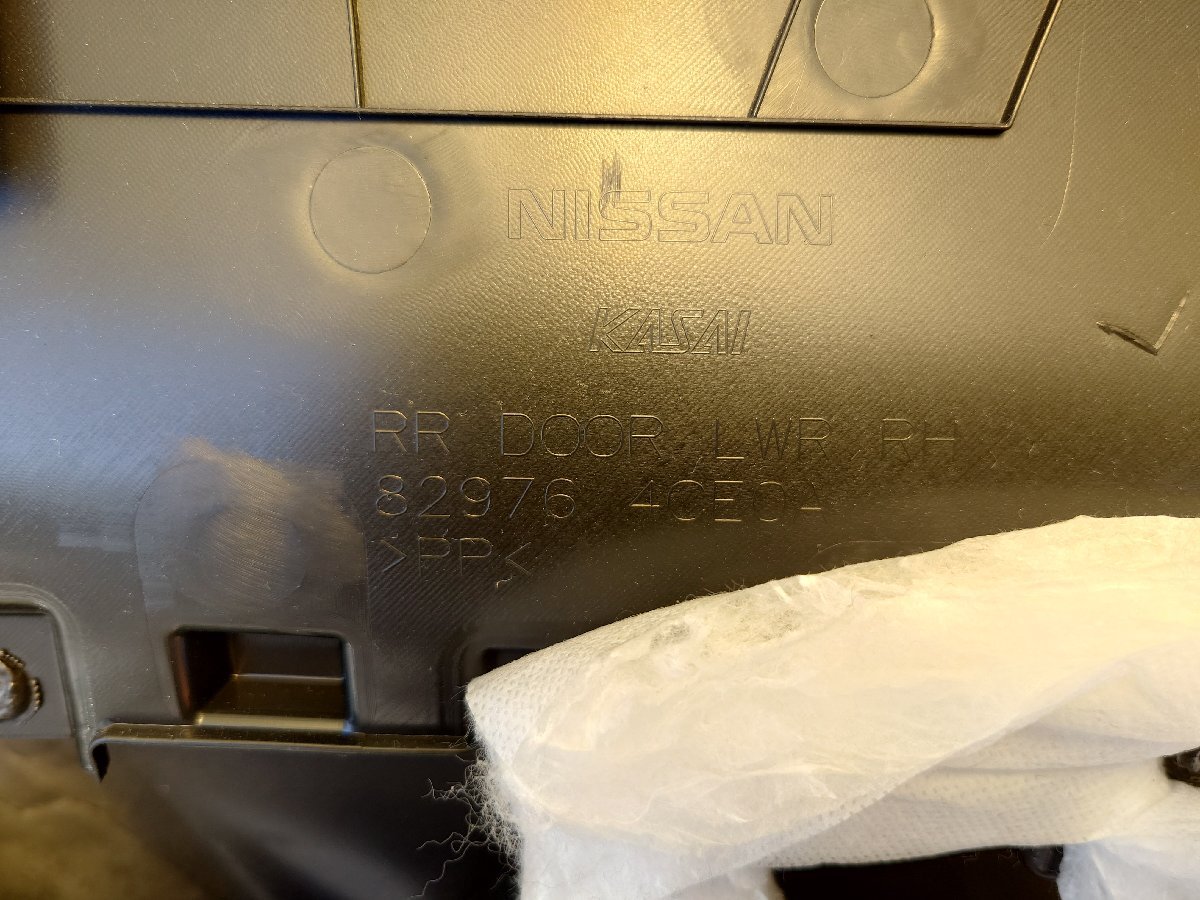 NISSAN
KASAI
RR DOOR LWR RH
82976 4CE0A
>PP<